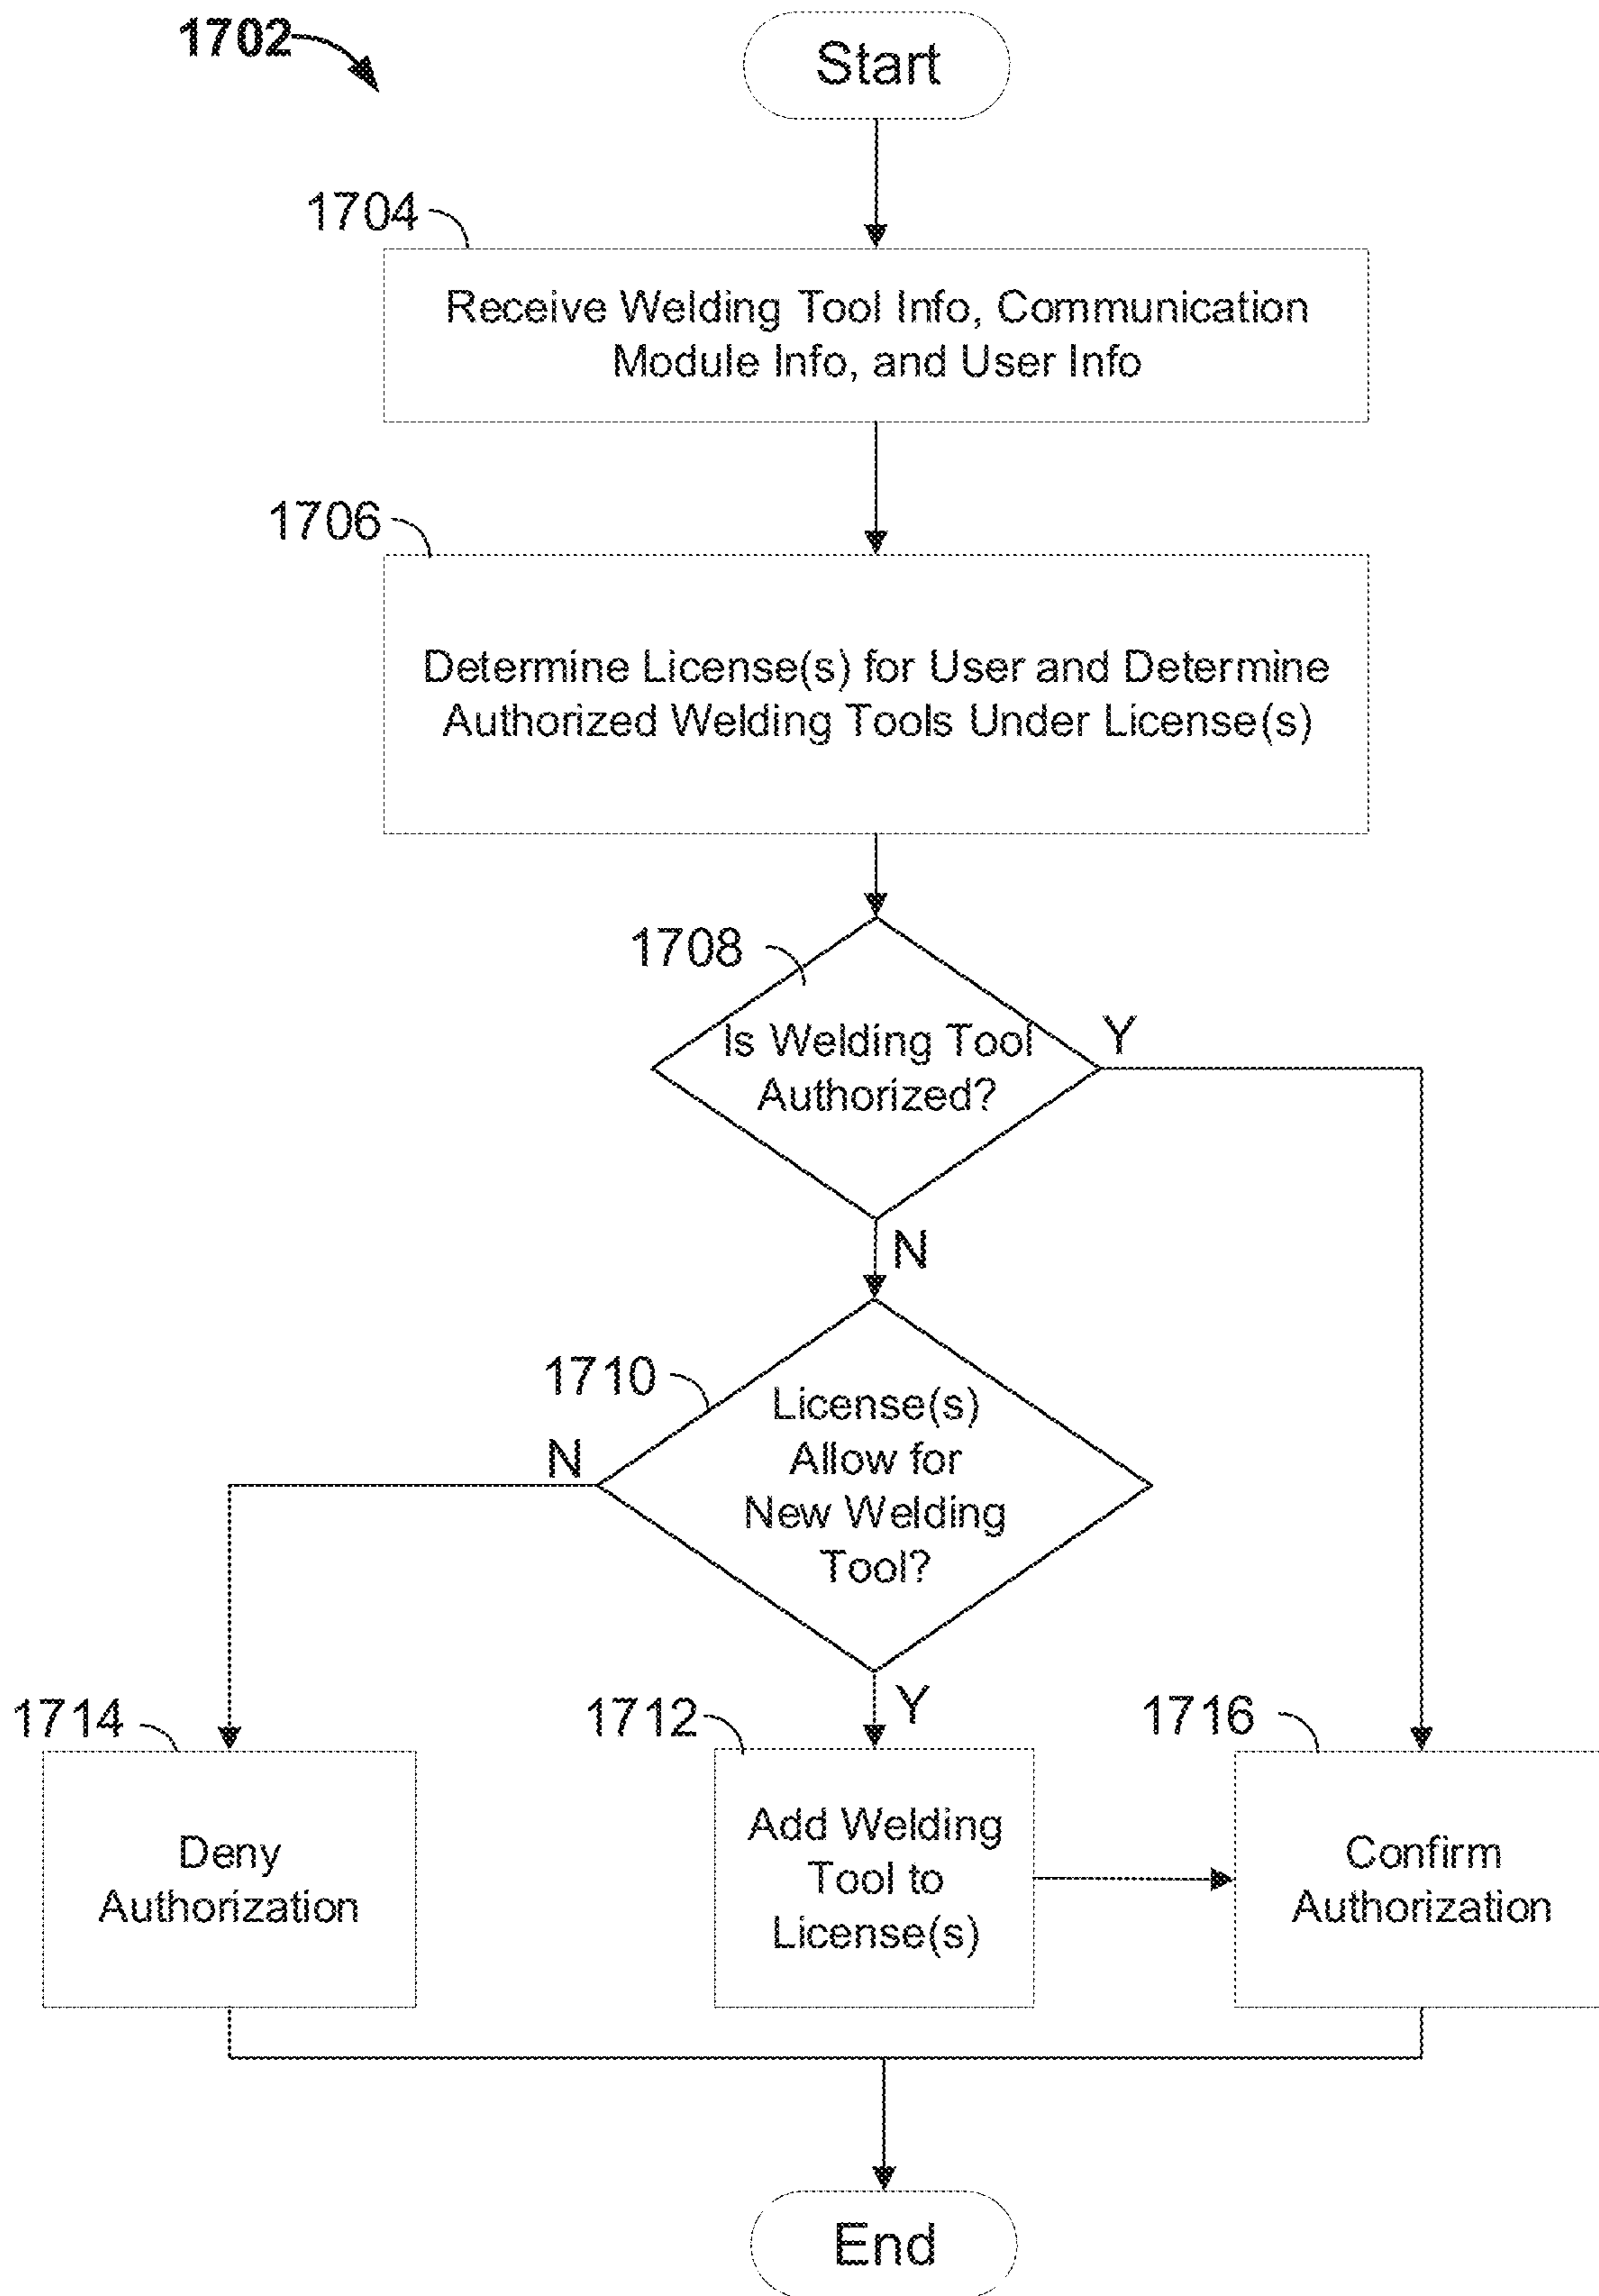 1702
Start
1704
Receive Welding Tool Info, Communication
Module Info, and User Info
1706
Determine License(s) for User and Determine
Authorized Welding Tools Under License(s)
1708
Is Welding Tool
Authorized?
Y
N
1710
License(s)
Allow for
New Welding
Tool?
N
Y
1714
Deny
Authorization
1712
Add Welding
Tool to
License(s)
1716
Confirm
Authorization
End